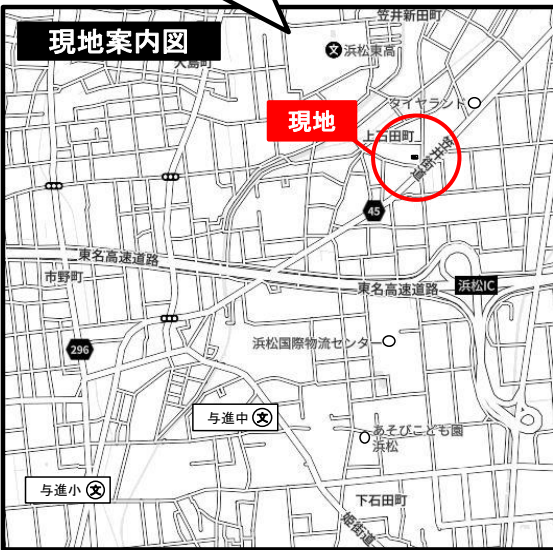 現地案内図
笠井新田町
大島町
文 浜松東高
タイヤランド
現地
上石田町
笠井街道
45
東名高速道路
市野町
東名高速道路
浜松IC
296
浜松国際物流センター
与進中 文
あそびこども園
浜松
与進小 文
下石田町
姫街道